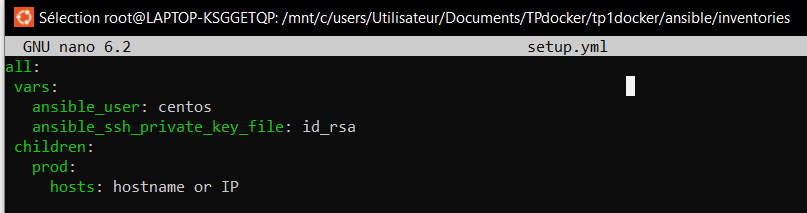 Sélection root@LAPTOP-KSGGETQP: /mnt/c/users/Utilisateur/Documents/TPdocker/tp1docker/ansible/inventories
GNU nano 6.2 setup.yml
all:
 vars:
   ansible_user: centos
   ansible_ssh_private_key_file: id_rsa
 children:
   prod:
     hosts: hostname or IP